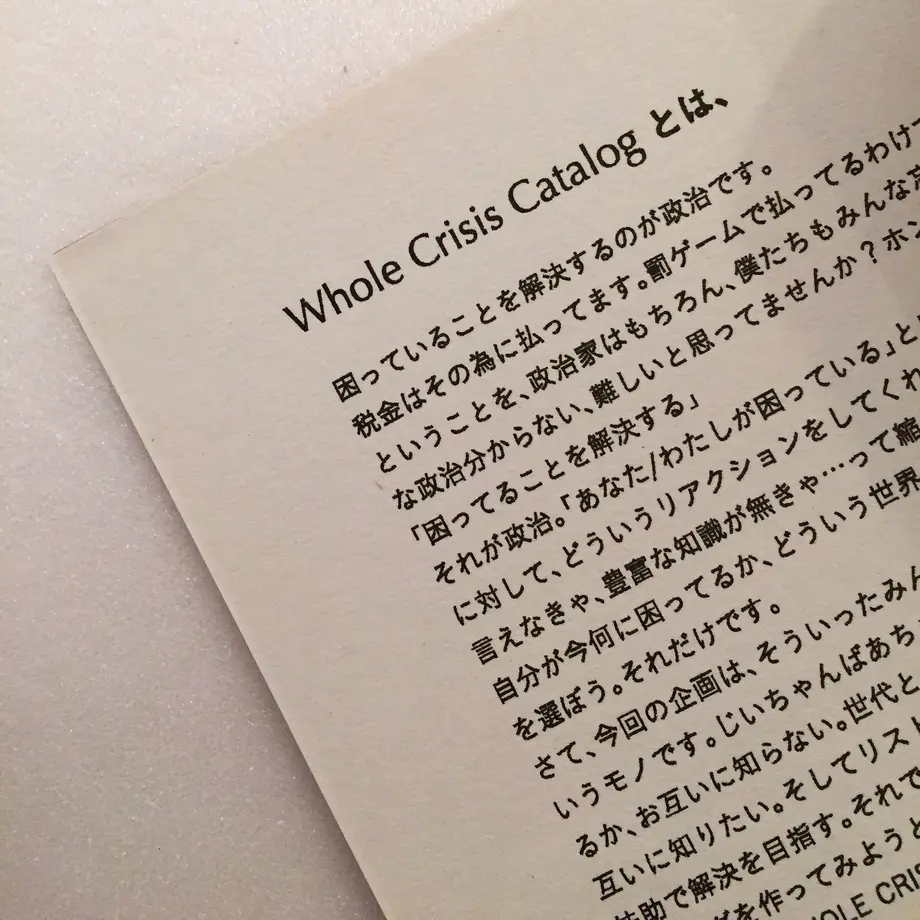 Whole Crisis Catalog とは、
困っていることを解決するのが政治です。
税金はその為に払ってます。罰ゲームで払ってるわけ
ということを、政治家はもちろん、僕たちもみんな
な政治分からない、難しいと思ってませんか？ホン
「困ってることを解決する」
それが政治。「あなた/わたしが困っている」と
に対して、どういうリアクションをしてくれ
言えなきゃ、豊富な知識が無きゃ…って縮
自分が今何に困ってるか、どういう世界
を選ぼう。それだけです。
さて、今回の企画は、そういったみん
いうモノです。じいちゃんばあち
るか、お互いに知らない。世代と
互いに知りたい。そしてリスト
扶助で解決を目指す。それで
を作ってみようと
OLE CRIS